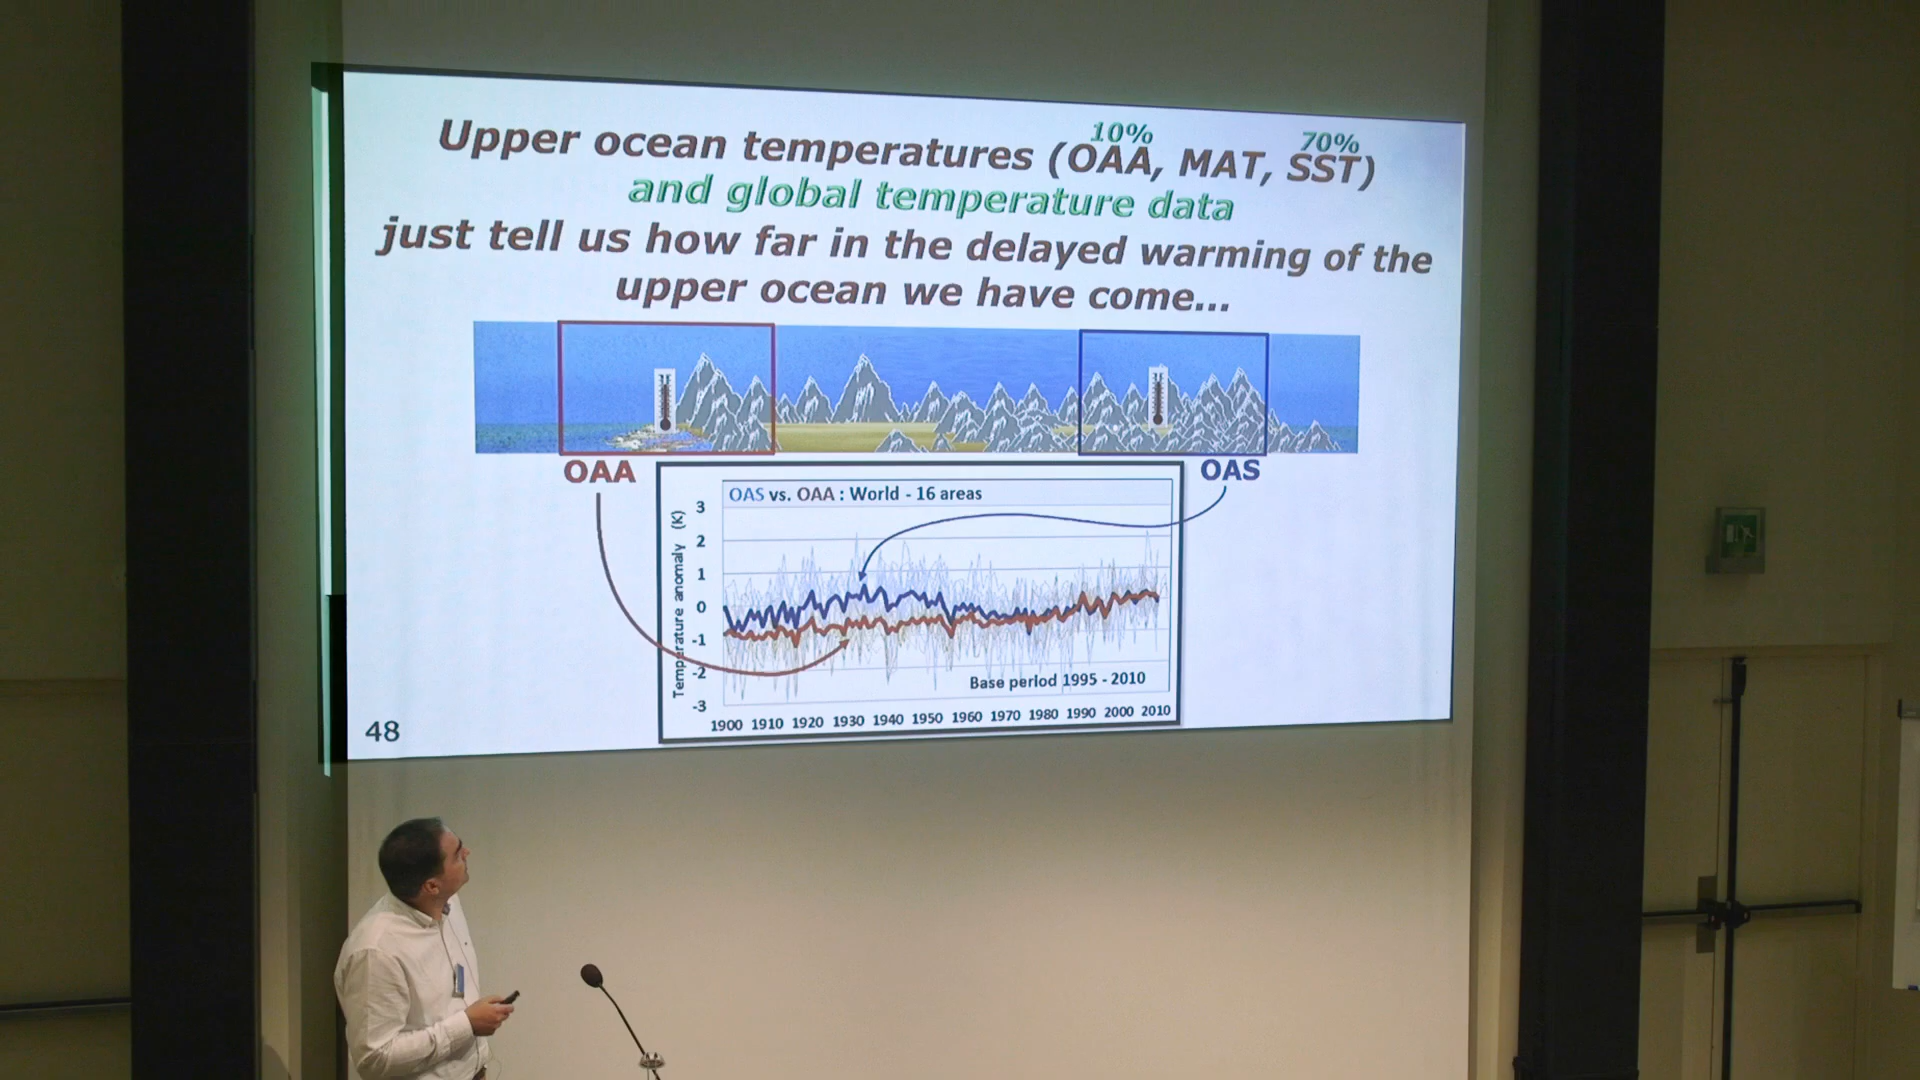 10% 70%
Upper ocean temperatures (OAA, MAT, SST)
and global temperature data
just tell us how far in the delayed warming of the
upper ocean we have come...
OAA
OAS
OAS vs. OAA : World - 16 areas
Temperature anomaly (K)
3
2
1
0
-1
-2
-3
Base period 1995 - 2010
1900 1910 1920 1930 1940 1950 1960 1970 1980 1990 2000 2010
48